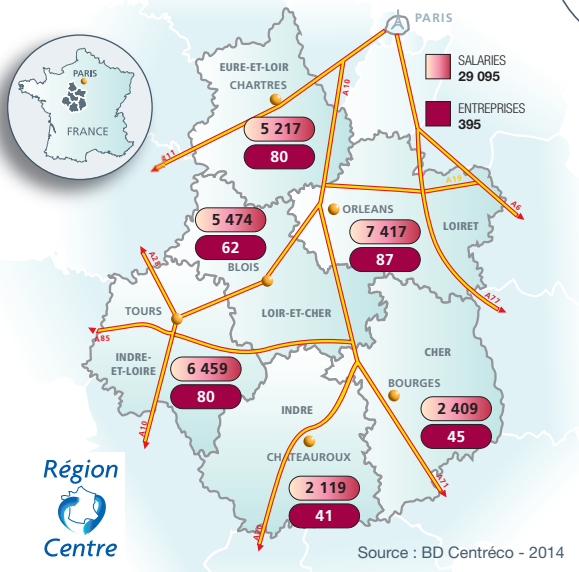 PARIS
PARIS
FRANCE
SALARIES
29 095
ENTREPRISES
395
EURE-ET-LOIR
CHARTRES
5 217
80
A10
A11
A19
A6
ORLEANS
7 417
87
LOIRET
A77
5 474
62
BLOIS
A28
TOURS
LOIR-ET-CHER
A85
INDRE-
ET-LOIRE
6 459
80
A10
CHER
BOURGES
2 409
45
A71
INDRE
CHATEAUROUX
2 119
41
A20
Région
Centre
Source : BD Centréco - 2014